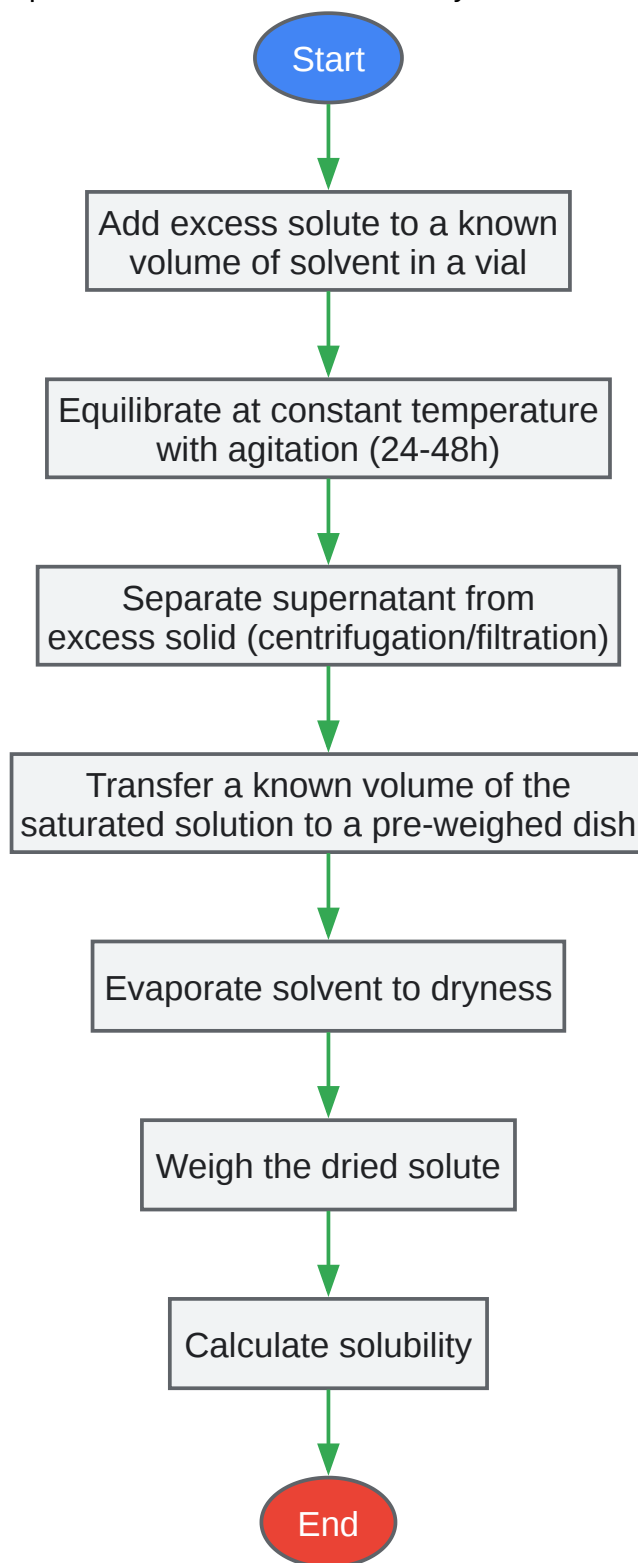 Start
Add excess solute to a known
volume of solvent in a vial
Equilibrate at constant temperature
with agitation (24-48h)
Separate supernatant from
excess solid (centrifugation/filtration)
Transfer a known volume of the
saturated solution to a pre-weighed dish
Evaporate solvent to dryness
Weigh the dried solute
Calculate solubility
End